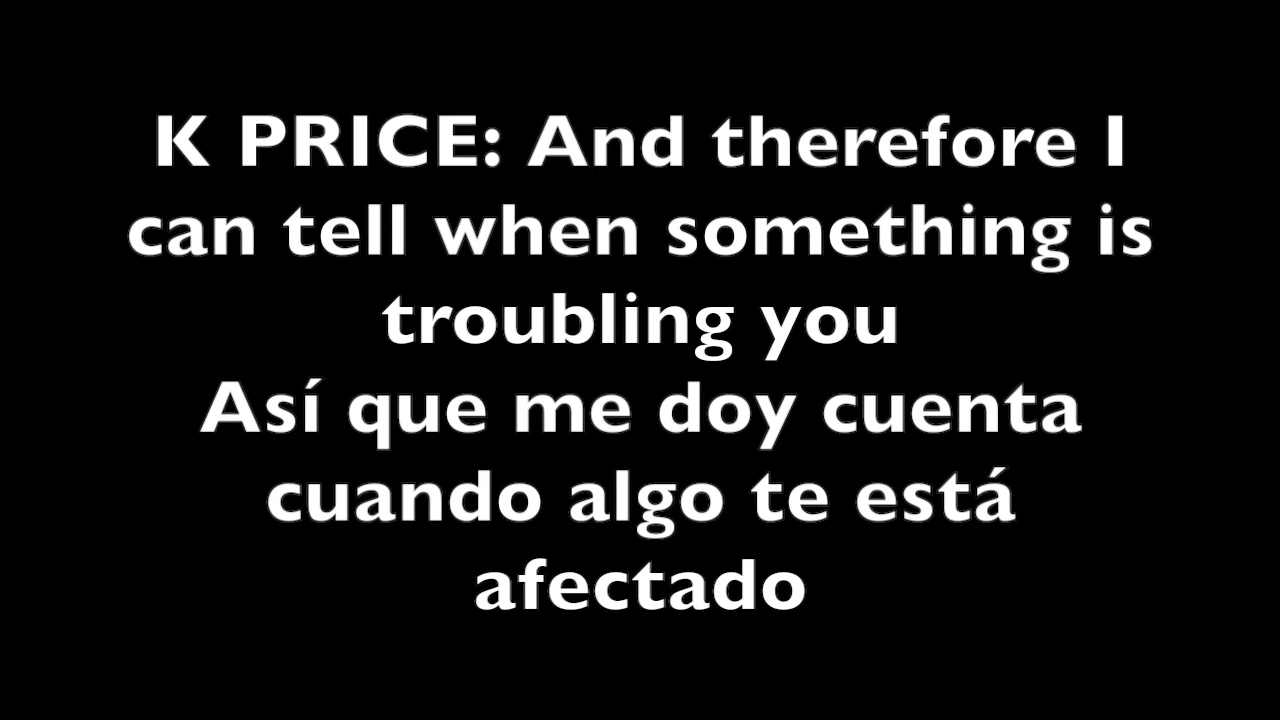 K PRICE: And therefore I
can tell when something is
troubling you
Así que me doy cuenta
cuando algo te está
afectado